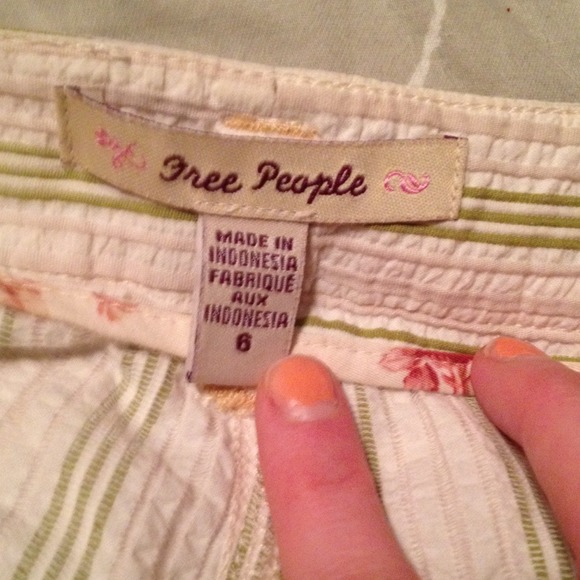 Free People
MADE IN
INDONESIA
FABRIQUÉ
AUX
INDONESIA
6